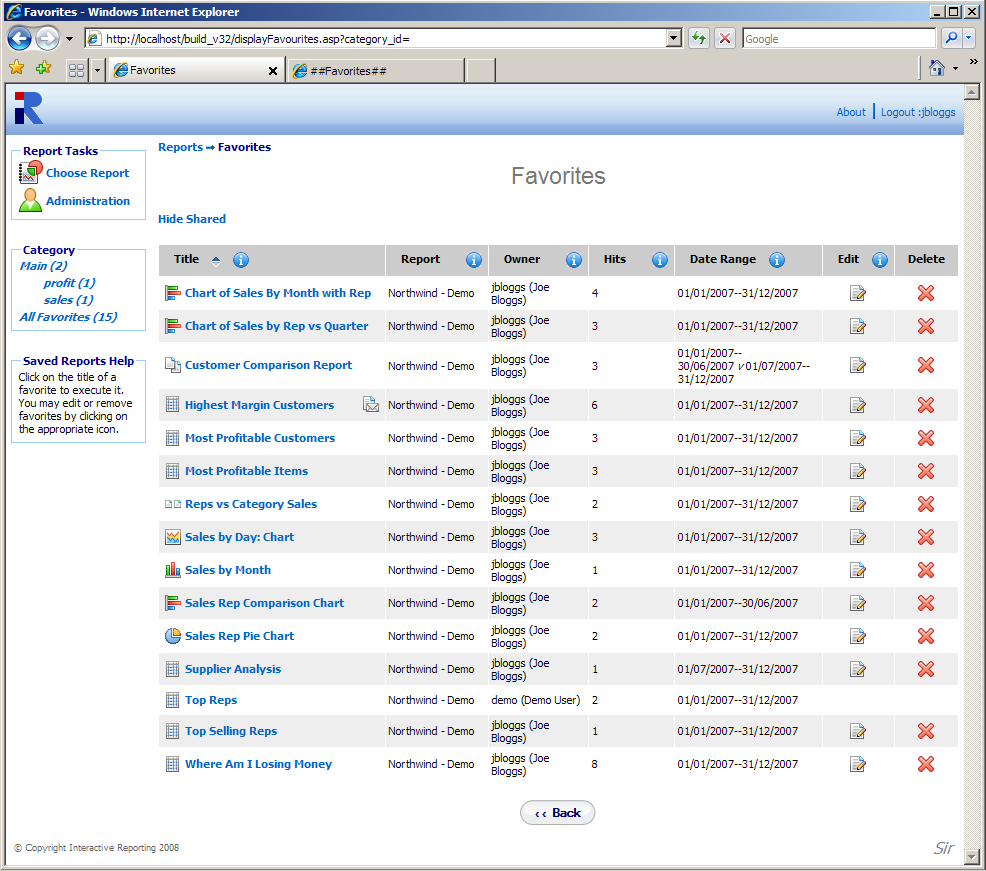 Favorites - Windows Internet Explorer
http://localhost/build_v32/displayFavourites.asp?category_id=
Google
Favorites
##Favorites##
R
About
Logout :jbloggs
Report Tasks
Choose Report
Administration
Category
Main (2)
profit (1)
sales (1)
All Favorites (15)
Saved Reports Help
Click on the title of a
favorite to execute it.
You may edit or remove
favorites by clicking on
the appropriate icon.
Reports → Favorites
Favorites
Hide Shared
Title Report Owner Hits Date Range Edit Delete
Chart of Sales By Month with Rep Northwind - Demo jbloggs (Joe Bloggs) 4 01/01/2007--31/12/2007
Chart of Sales by Rep vs Quarter Northwind - Demo jbloggs (Joe Bloggs) 3 01/01/2007--31/12/2007
Customer Comparison Report Northwind - Demo jbloggs (Joe Bloggs) 3 01/01/2007--30/06/2007 v 01/07/2007--31/12/2007
Highest Margin Customers Northwind - Demo jbloggs (Joe Bloggs) 6 01/01/2007--31/12/2007
Most Profitable Customers Northwind - Demo jbloggs (Joe Bloggs) 3 01/01/2007--31/12/2007
Most Profitable Items Northwind - Demo jbloggs (Joe Bloggs) 3 01/01/2007--31/12/2007
Reps vs Category Sales Northwind - Demo jbloggs (Joe Bloggs) 2 01/01/2007--31/12/2007
Sales by Day: Chart Northwind - Demo jbloggs (Joe Bloggs) 3 01/01/2007--31/12/2007
Sales by Month Northwind - Demo jbloggs (Joe Bloggs) 1 01/01/2007--31/12/2007
Sales Rep Comparison Chart Northwind - Demo jbloggs (Joe Bloggs) 2 01/01/2007--30/06/2007
Sales Rep Pie Chart Northwind - Demo jbloggs (Joe Bloggs) 2 01/01/2007--31/12/2007
Supplier Analysis Northwind - Demo jbloggs (Joe Bloggs) 1 01/07/2007--31/12/2007
Top Reps Northwind - Demo demo (Demo User) 2 01/01/2007--31/12/2007
Top Selling Reps Northwind - Demo jbloggs (Joe Bloggs) 1 01/01/2007--31/12/2007
Where Am I Losing Money Northwind - Demo jbloggs (Joe Bloggs) 8 01/01/2007--31/12/2007
‹‹ Back
© Copyright Interactive Reporting 2008
Sir